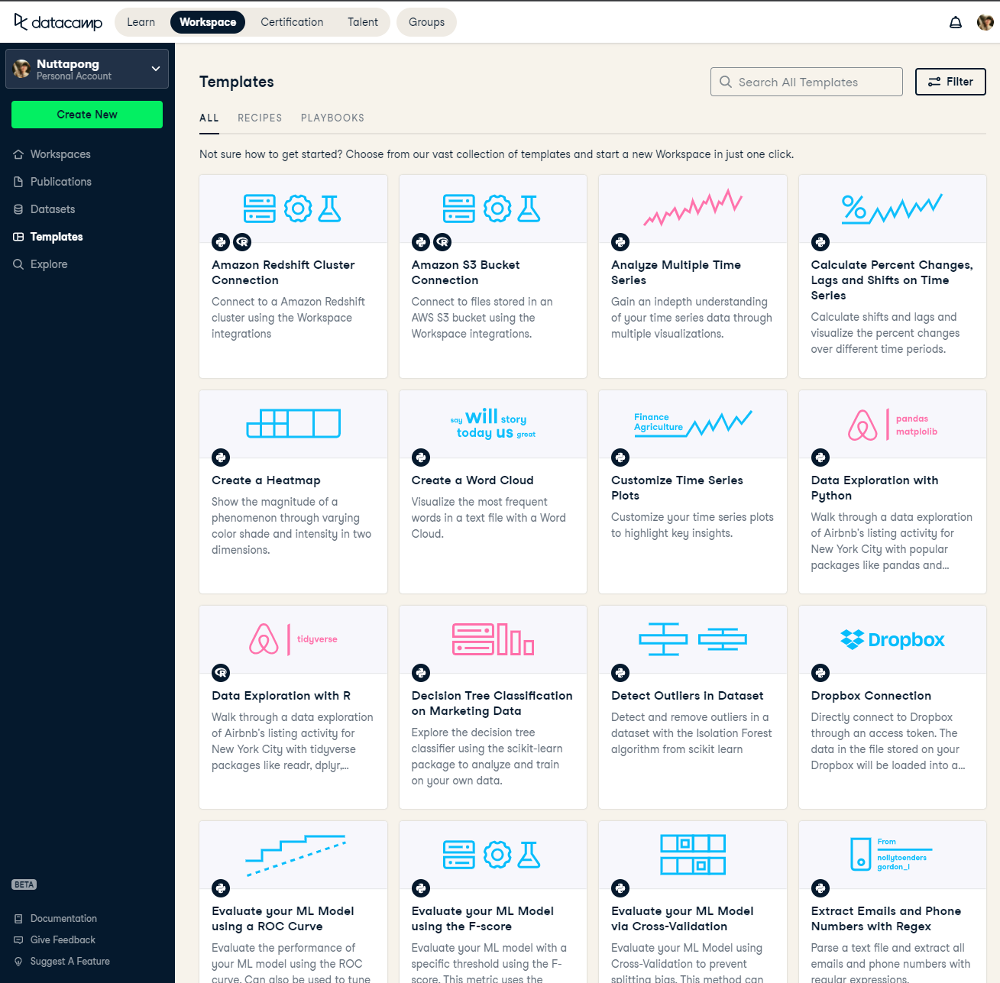 datacamp
Learn
Workspace
Certification
Talent
Groups
Nuttapong
Personal Account
Create New
Workspaces
Publications
Datasets
Templates
Explore
BETA
Documentation
Give Feedback
Suggest A Feature
Templates
Search All Templates
Filter
ALL
RECIPES
PLAYBOOKS
Not sure how to get started? Choose from our vast collection of templates and start a new Workspace in just one click.
Amazon Redshift Cluster
Connection
Connect to a Amazon Redshift
cluster using the Workspace
integrations
Amazon S3 Bucket
Connection
Connect to files stored in an
AWS S3 bucket using the
Workspace integrations.
Analyze Multiple Time
Series
Gain an indepth understanding
of your time series data through
multiple visualizations.
%
Calculate Percent Changes,
Lags and Shifts on Time
Series
Calculate shifts and lags and
visualize the percent changes
over different time periods.
Create a Heatmap
Show the magnitude of a
phenomenon through varying
color shade and intensity in two
dimensions.
say will story
today us great
Create a Word Cloud
Visualize the most frequent
words in a text file with a Word
Cloud.
Finance
Agriculture
Customize Time Series
Plots
Customize your time series plots
to highlight key insights.
pandas
matplolib
Data Exploration with
Python
Walk through a data exploration
of Airbnb's listing activity for
New York City with popular
packages like pandas and...
tidyverse
Data Exploration with R
Walk through a data exploration
of Airbnb's listing activity for
New York City with tidyverse
packages like readr, dplyr,...
Decision Tree Classification
on Marketing Data
Explore the decision tree
classifier using the scikit-learn
package to analyze and train
on your own data.
Detect Outliers in Dataset
Detect and remove outliers in a
dataset with the Isolation Forest
algorithm from scikit learn
Dropbox
Dropbox Connection
Directly connect to Dropbox
through an access token. The
data in the file stored on your
Dropbox will be loaded into a...
Evaluate your ML Model
using a ROC Curve
Evaluate the performance of
your ML model using the ROC
curve. Can also be used to tune
Evaluate your ML Model
using the F-score
Evaluate your ML model with a
specific threshold using the F-
score. This metric uses the
Evaluate your ML Model
via Cross-Validation
Evaluate your ML Model using
Cross-Validation to prevent
splitting bias. This method can
From
nollytoenders
gordon_l
Extract Emails and Phone
Numbers with Regex
Parse a text file and extract all
emails and phone numbers with
regular expressions.